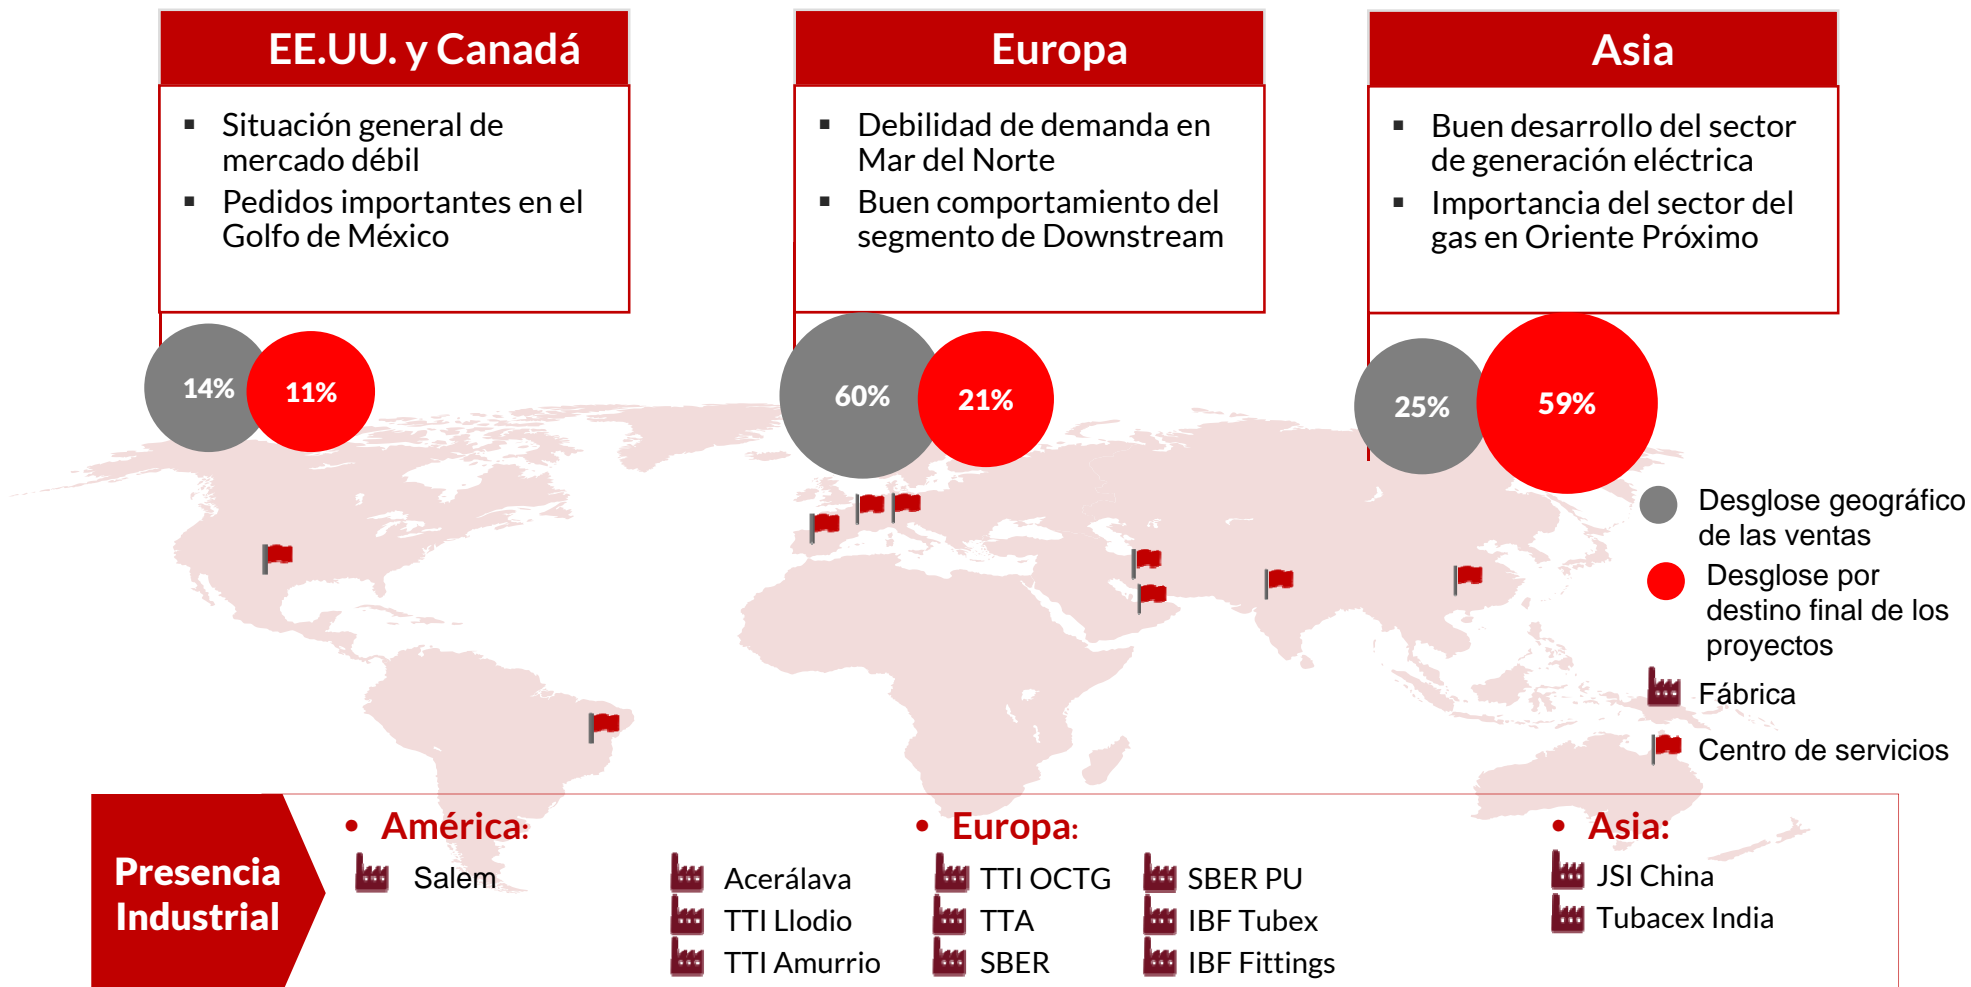 EE.UU. y Canadá
▪ Situación general de
mercado débil
▪ Pedidos importantes en el
Golfo de México
Europa
▪ Debilidad de demanda en
Mar del Norte
▪ Buen comportamiento del
segmento de Downstream
Asia
▪ Buen desarrollo del sector
de generación eléctrica
▪ Importancia del sector del
gas en Oriente Próximo
14%
11%
60%
21%
25%
59%
Desglose geográfico
de las ventas
Desglose por
destino final de los
proyectos
Fábrica
Centro de servicios
Presencia
Industrial
• América:
Salem
• Europa:
Acerálava
TTI Llodio
TTI Amurrio
TTI OCTG
TTA
SBER
SBER PU
IBF Tubex
IBF Fittings
• Asia:
JSI China
Tubacex India